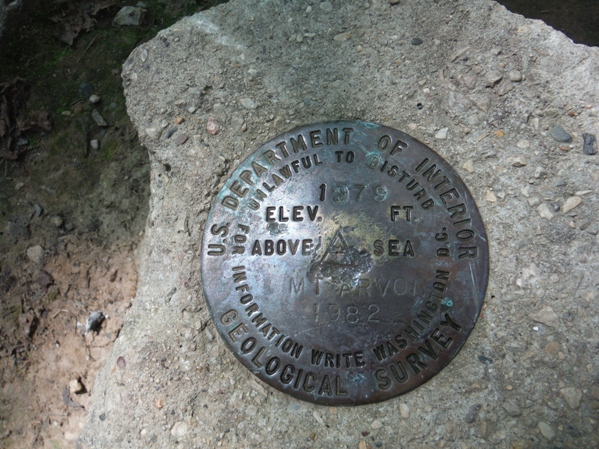 U.S. DEPARTMENT OF INTERIOR
UNLAWFUL TO DISTURB
1979
ELEV. FT.
ABOVE SEA
MT ARVON
1982
FOR INFORMATION WRITE WASHINGTON D.C.
GEOLOGICAL SURVEY